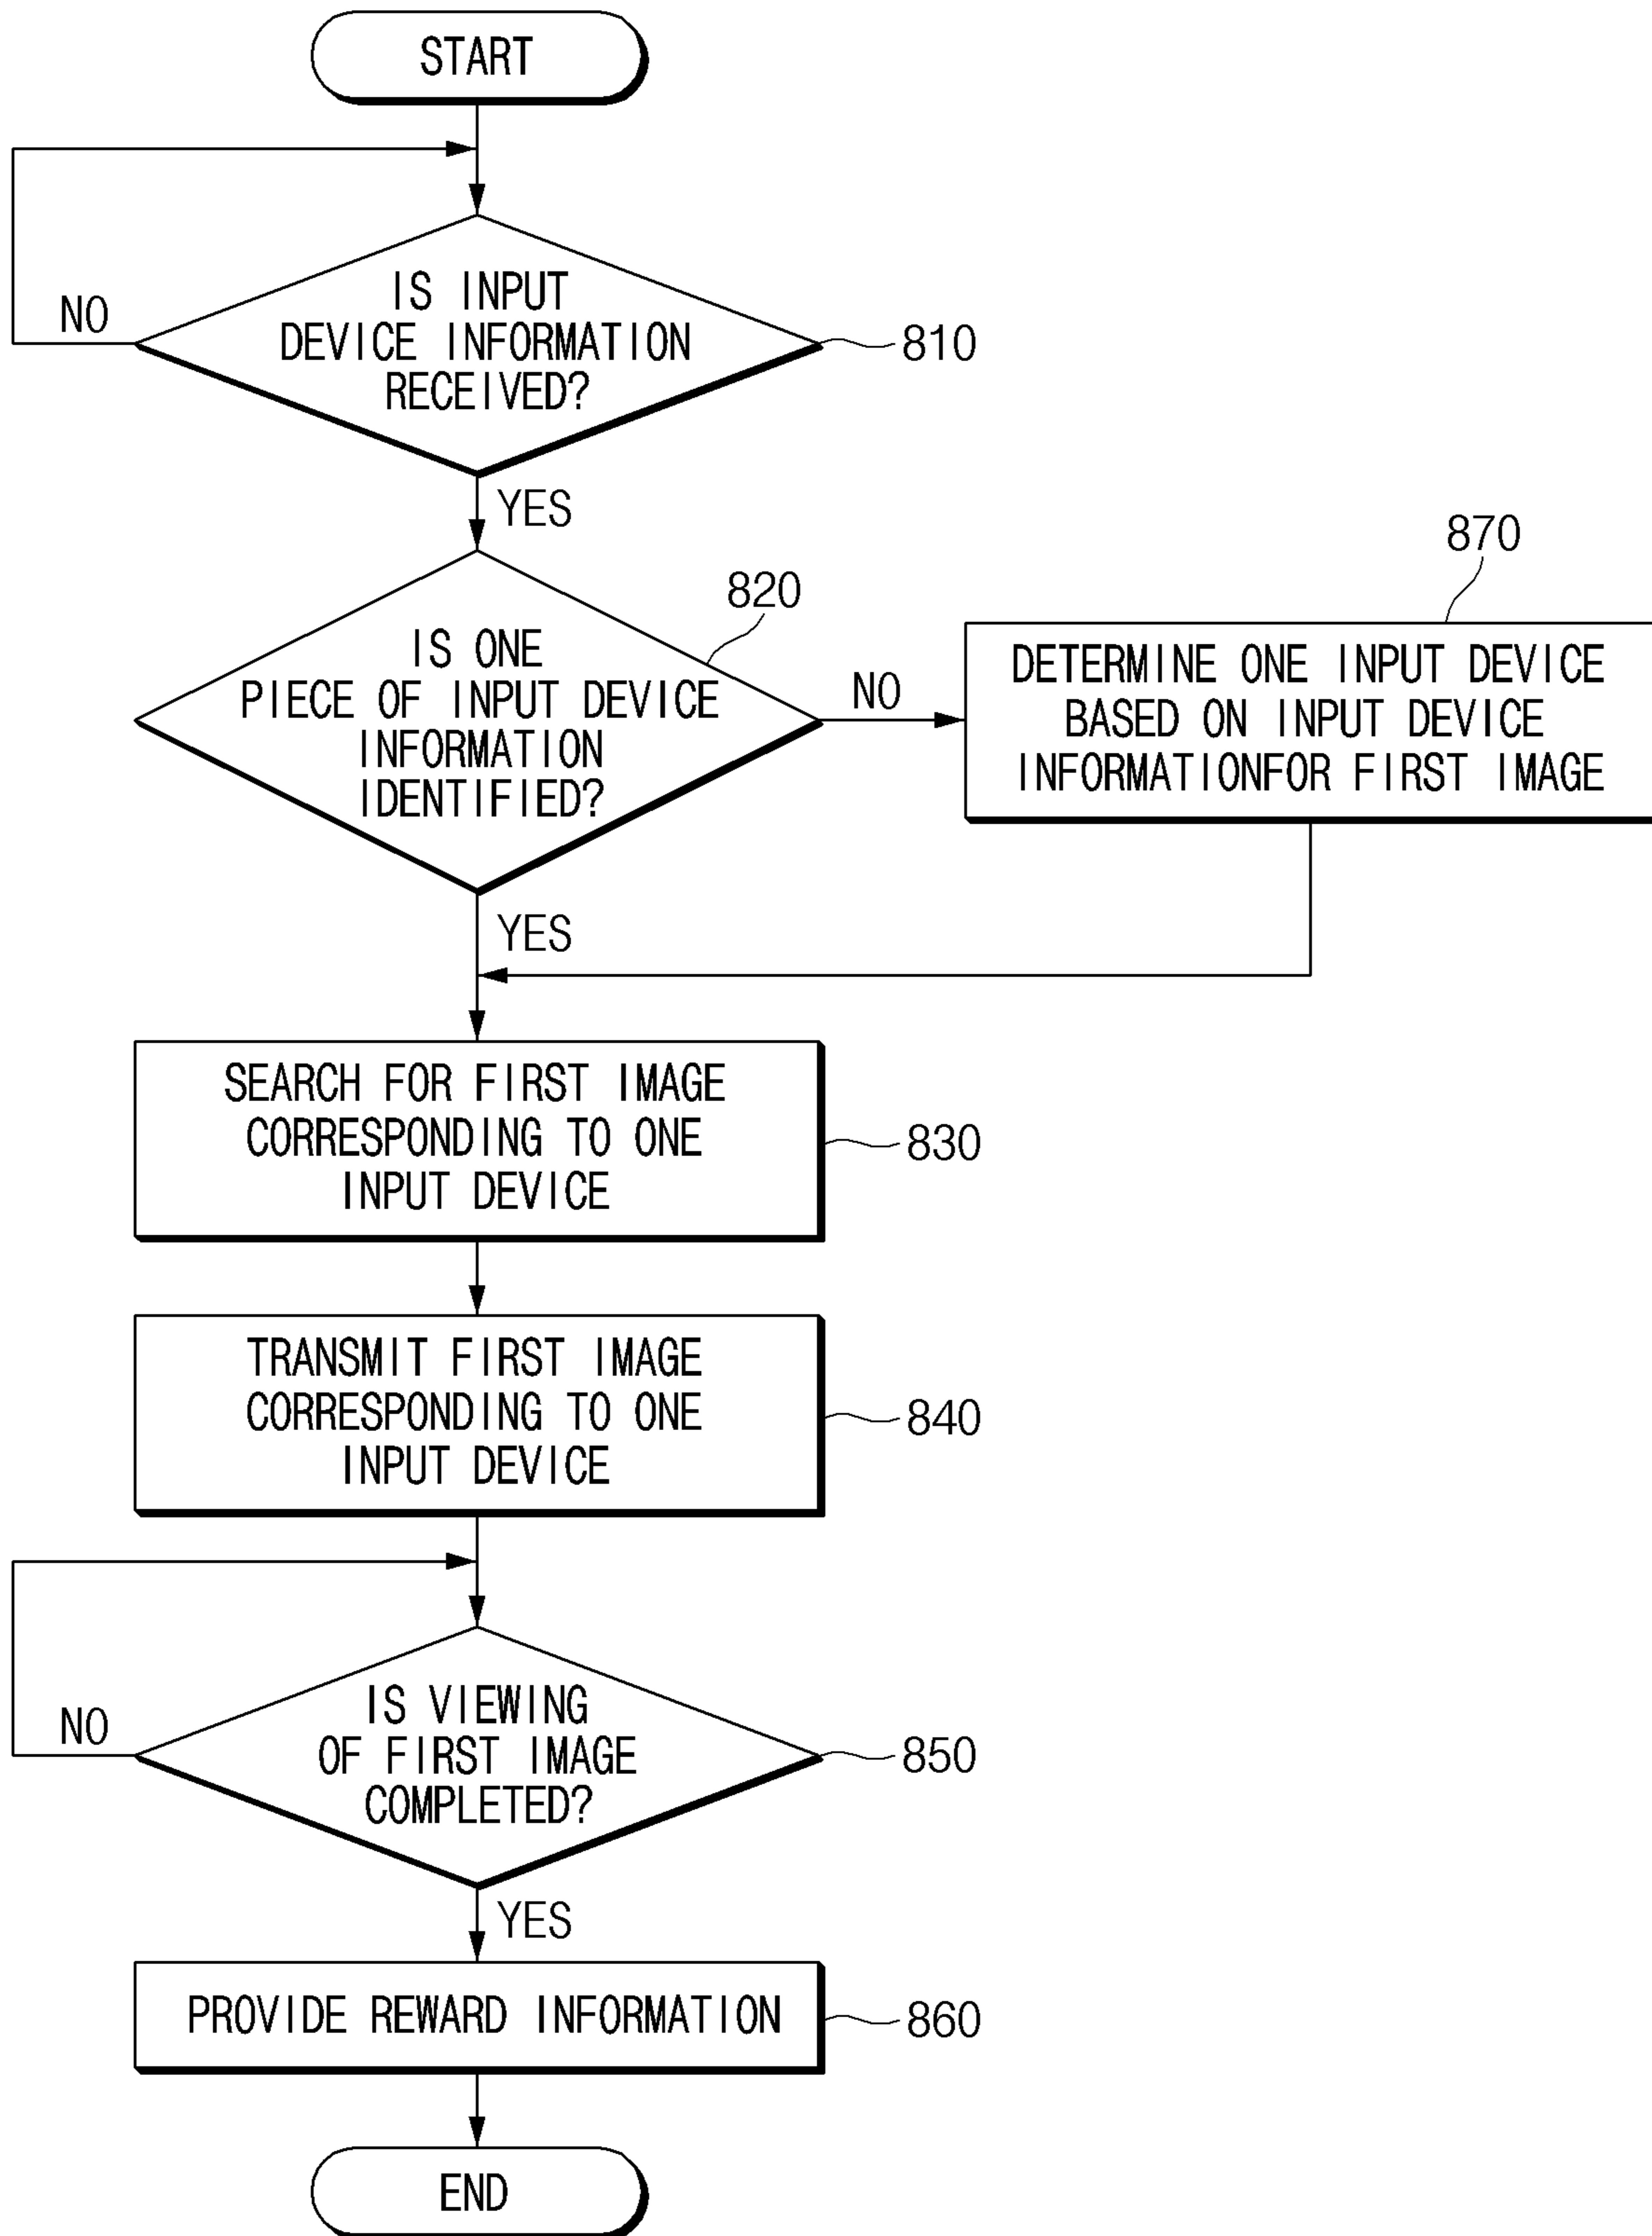 START
IS INPUT
DEVICE INFORMATION
RECEIVED?
NO
810
YES
IS ONE
PIECE OF INPUT DEVICE
INFORMATION
IDENTIFIED?
820
NO
870
DETERMINE ONE INPUT DEVICE
BASED ON INPUT DEVICE
INFORMATIONFOR FIRST IMAGE
YES
SEARCH FOR FIRST IMAGE
CORRESPONDING TO ONE
INPUT DEVICE
830
TRANSMIT FIRST IMAGE
CORRESPONDING TO ONE
INPUT DEVICE
840
IS VIEWING
OF FIRST IMAGE
COMPLETED?
NO
850
YES
PROVIDE REWARD INFORMATION
860
END